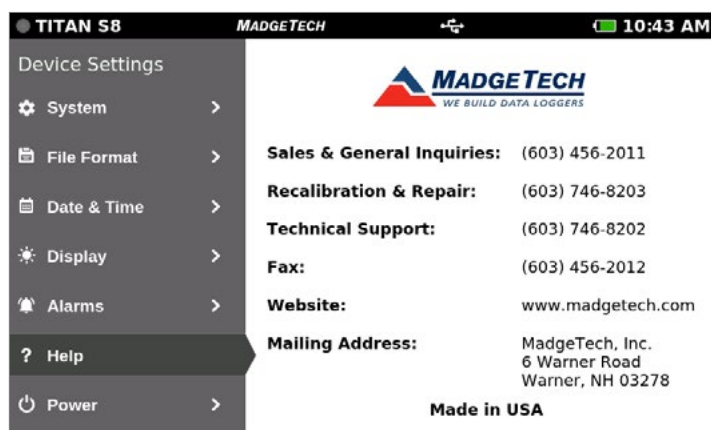 TITAN S8 MADGETECH 10:43 AM
Device Settings
System
File Format
Date & Time
Display
Alarms
? Help
Power
MADGETECH
WE BUILD DATA LOGGERS
Sales & General Inquiries: (603) 456-2011
Recalibration & Repair: (603) 746-8203
Technical Support: (603) 746-8202
Fax: (603) 456-2012
Website: www.madgetech.com
Mailing Address: MadgeTech, Inc.
6 Warner Road
Warner, NH 03278
Made in USA